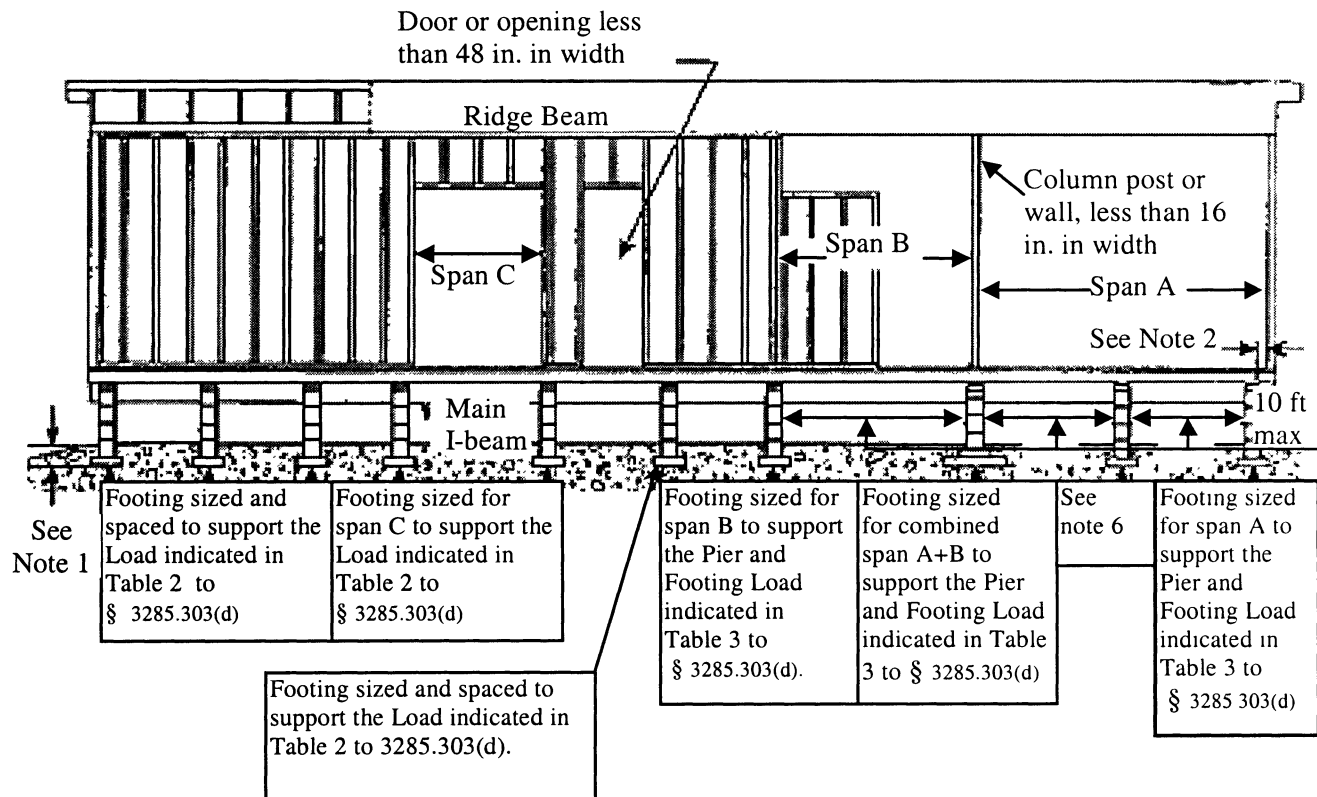 Door or opening less
than 48 in. in width
Ridge Beam
Column post or
wall, less than 16
in. in width
Span B
Span C
Span A
See Note 2
Main
I-beam
10 ft
max
See
Note 1
Footing sized and
spaced to support the
Load indicated in
Table 2 to
§ 3285.303(d)
Footing sized for
span C to support the
Load indicated in
Table 2 to
§ 3285.303(d)
Footing sized and spaced to
support the Load indicated in
Table 2 to 3285.303(d).
Footing sized for
span B to support
the Pier and
Footing Load
indicated in
Table 3 to
§ 3285.303(d).
Footing sized
for combined
span A+B to
support the Pier
and Footing Load
indicated in Table
3 to § 3285.303(d)
See
note 6
Footing sized
for span A to
support the
Pier and
Footing Load
indicated in
Table 3 to
§ 3285 303(d)